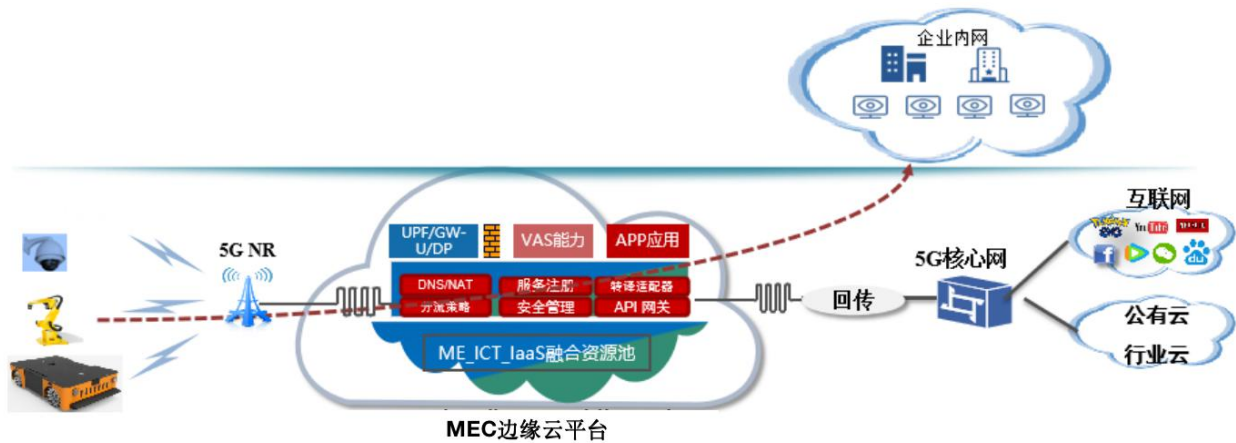 企业内网
互联网
YouTube
5G NR
UPF/GW-
U/DP
VAS能力
APP应用
DNS/NAT
服务注册
转译适配器
分流策略
安全管理
API 网关
5G核心网
回传
公有云
行业云
ME_ICT_IaaS融合资源池
MEC边缘云平台